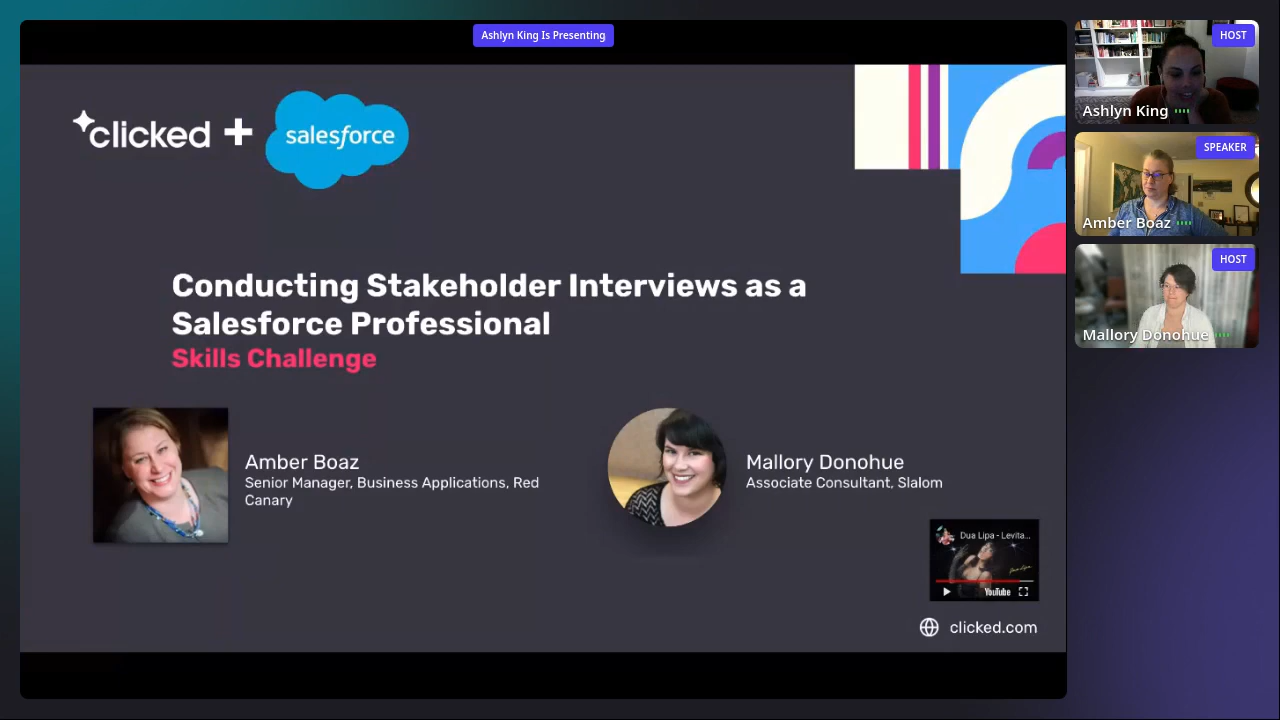 Ashlyn King Is Presenting
clicked + salesforce
Conducting Stakeholder Interviews as a
Salesforce Professional
Skills Challenge
Amber Boaz
Senior Manager, Business Applications, Red
Canary
Mallory Donohue
Associate Consultant, Slalom
Dua Lipa - Levita...
YouTube
clicked.com
HOST
Ashlyn King
SPEAKER
Amber Boaz
HOST
Mallory Donohue